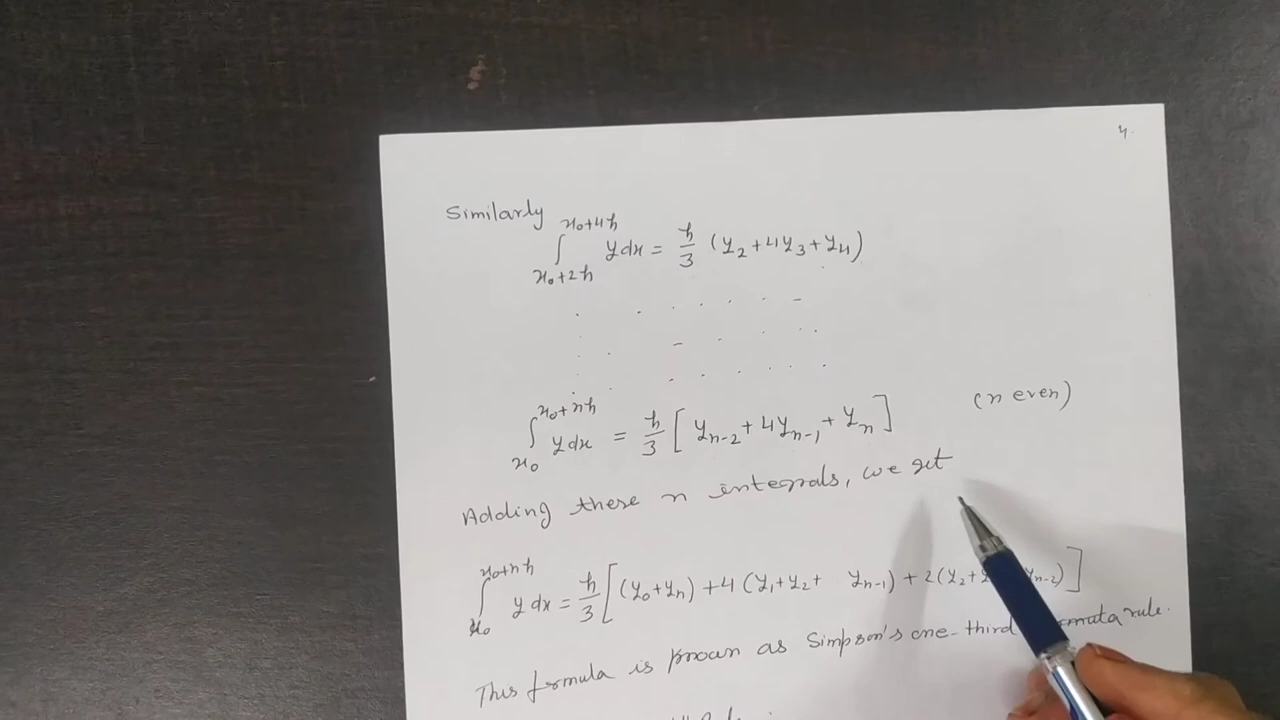 4.
Similarly
∫_{x₀+2h}^{x₀+4h} y dx = h/3 (y₂ + 4y₃ + y₄)
∫_{x₀}^{x₀+nh} y dx = h/3 [y_{n-2} + 4y_{n-1} + y_n] (n even)
Adding these n integrals, we get
∫_{x₀}^{x₀+nh} y dx = h/3 [(y₀+y_n) + 4(y₁+y₂+ y_{n-1}) + 2(y₂+ y_{n-2})]
This formula is known as Simpson's one-third rule.